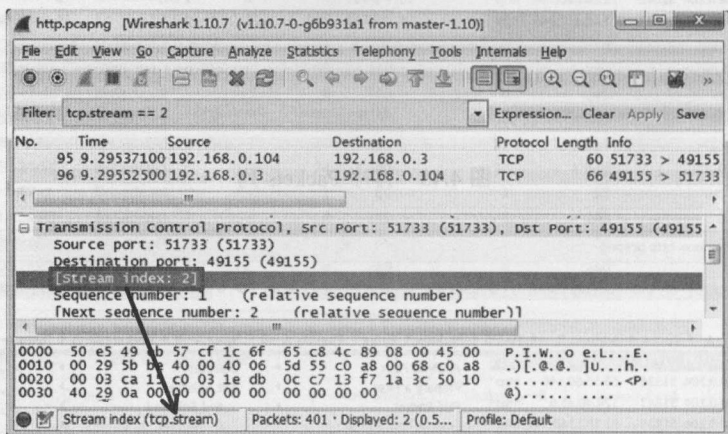 http.pcapng [Wireshark 1.10.7 (v1.10.7-0-g6b931a1 from master-1.10)]
File Edit View Go Capture Analyze Statistics Telephony Tools Internals Help
Filter: tcp.stream == 2 Expression... Clear Apply Save
No. Time Source Destination Protocol Length Info
95 9.29537100 192.168.0.104 192.168.0.3 TCP 60 51733 > 49155
96 9.29552500 192.168.0.3 192.168.0.104 TCP 66 49155 > 51733
Transmission Control Protocol, Src Port: 51733 (51733), Dst Port: 49155 (49155
Source port: 51733 (51733)
Destination port: 49155 (49155)
[Stream index: 2]
Sequence number: 1 (relative sequence number)
[Next sequence number: 2 (relative sequence number)]
0000 50 e5 49 57 cf 1c 6f 65 c8 4c 89 08 00 45 00 P.I.W..o e.L...E.
0010 00 29 5b 40 00 40 06 5d 55 c0 a8 00 68 c0 a8 .)[.@.@. ]U...h..
0020 00 03 ca 15 c0 03 1e db 0c c7 13 f7 1a 3c 50 10 ........ .....<P.
0030 40 29 0a 00 00 00 00 00 00 00 00 00 @)...... ....
Stream index (tcp.stream) Packets: 401 · Displayed: 2 (0.5... Profile: Default